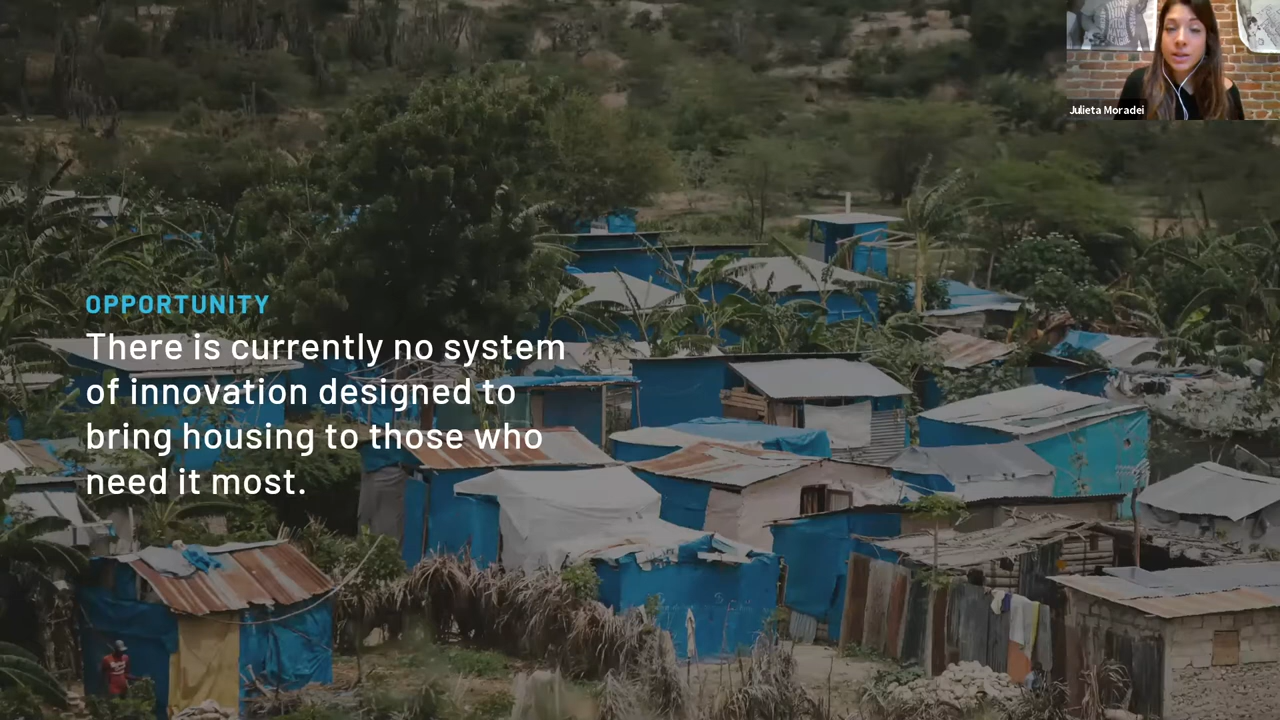 Julieta Moradei
OPPORTUNITY
There is currently no system
of innovation designed to
bring housing to those who
need it most.